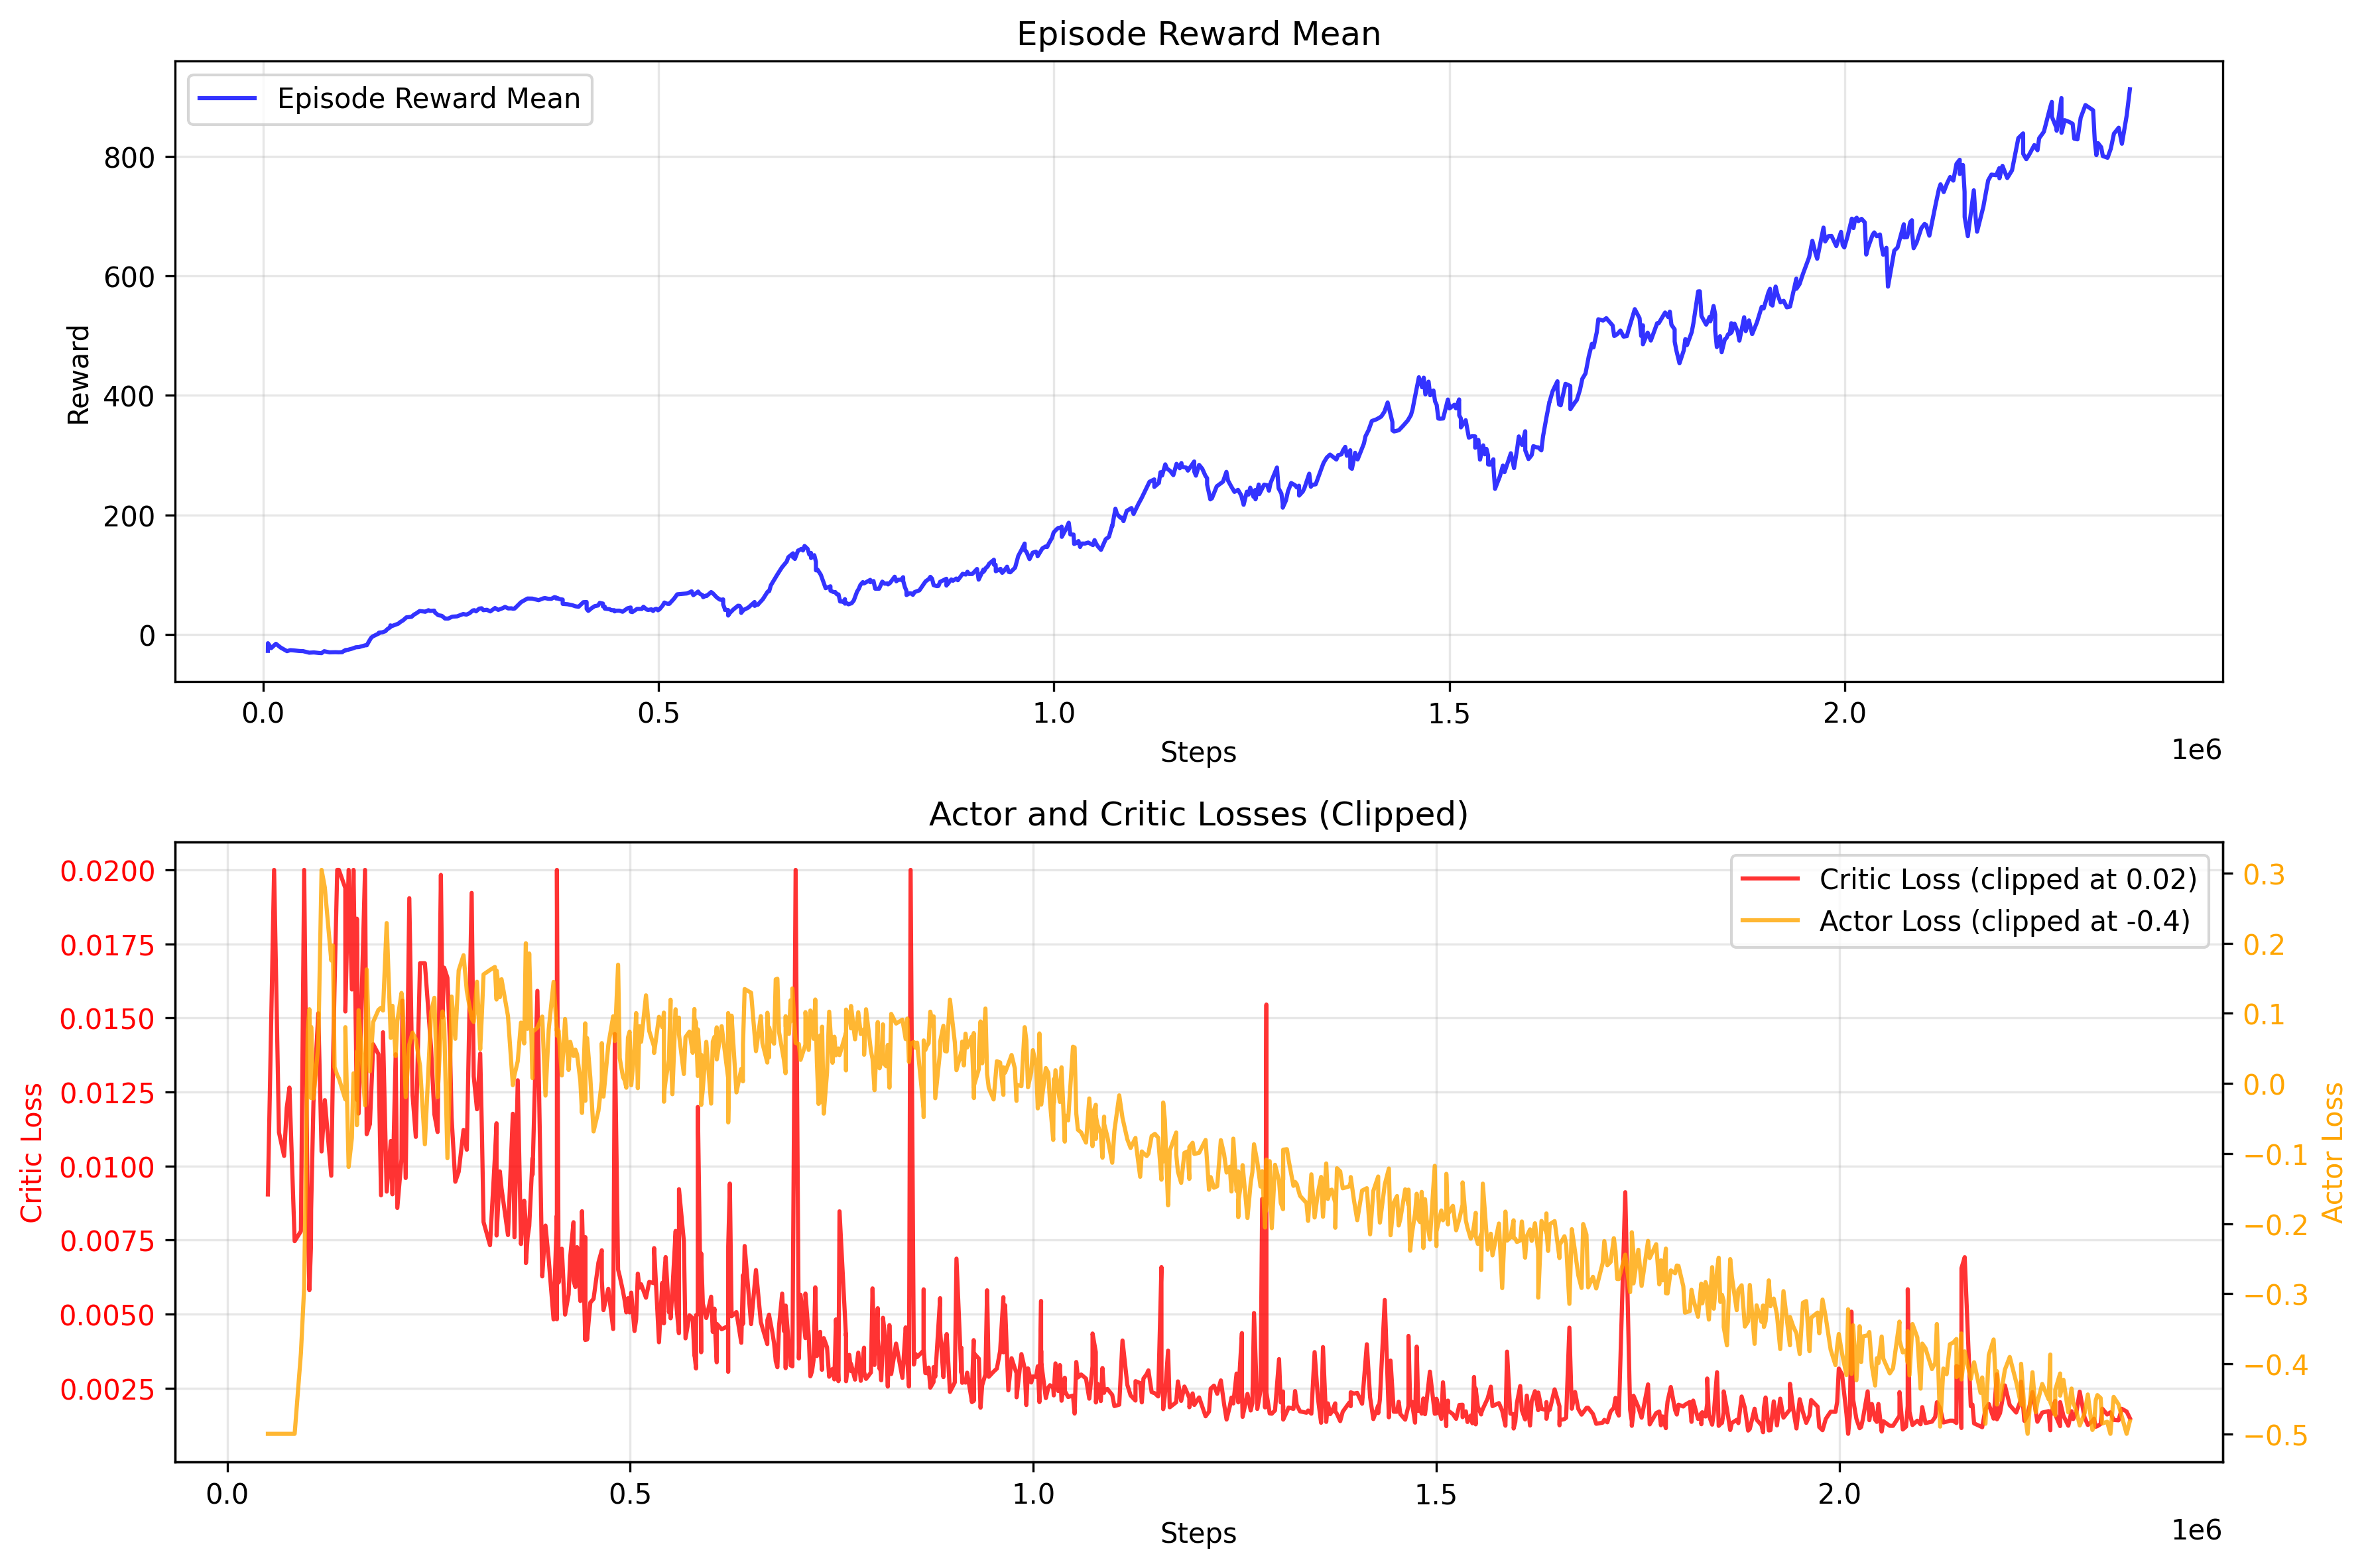 Episode Reward Mean
Episode Reward Mean
800
600
400
200
0
Reward
0.0 0.5 1.0 1.5 2.0
Steps
1e6
Actor and Critic Losses (Clipped)
Critic Loss (clipped at 0.02)
Actor Loss (clipped at -0.4)
0.0200
0.0175
0.0150
0.0125
0.0100
0.0075
0.0050
0.0025
Critic Loss
0.3
0.2
0.1
0.0
−0.1
−0.2
−0.3
−0.4
−0.5
Actor Loss
0.0 0.5 1.0 1.5 2.0
Steps
1e6